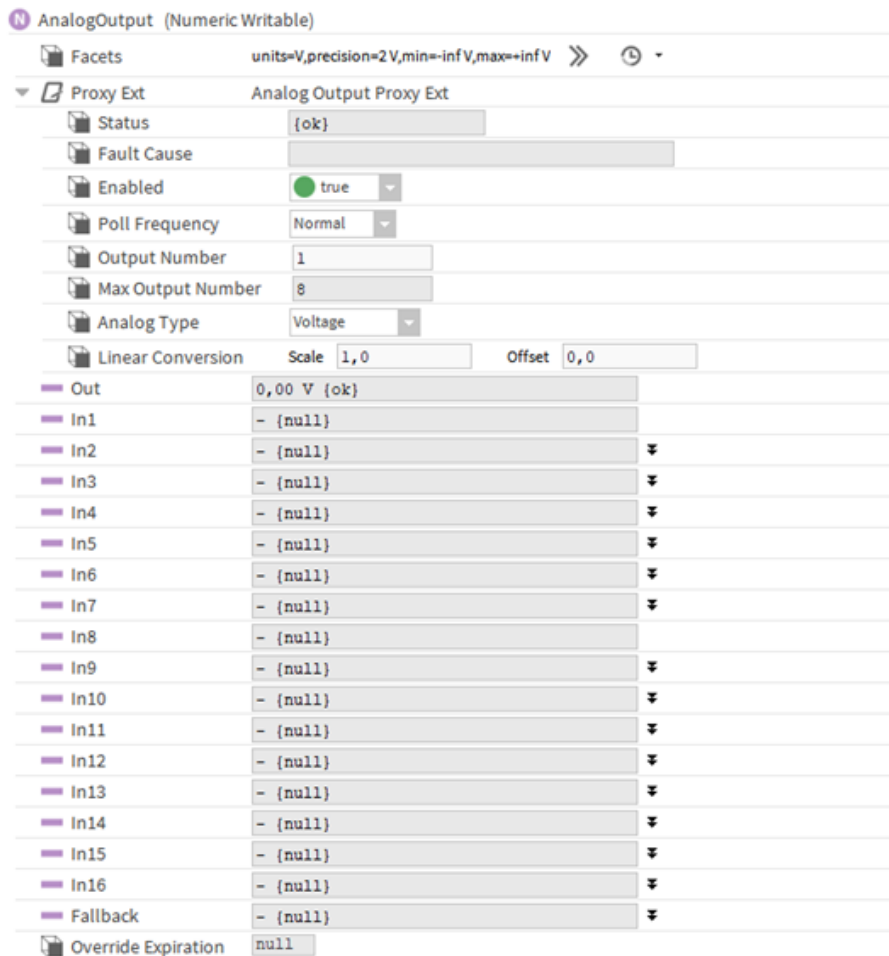 N AnalogOutput (Numeric Writable)
Facets units=V,precision=2 V,min=-inf V,max=+inf V
Proxy Ext Analog Output Proxy Ext
Status {ok}
Fault Cause
Enabled true
Poll Frequency Normal
Output Number 1
Max Output Number 8
Analog Type Voltage
Linear Conversion Scale 1,0 Offset 0,0
Out 0,00 V {ok}
In1 - {null}
In2 - {null}
In3 - {null}
In4 - {null}
In5 - {null}
In6 - {null}
In7 - {null}
In8 - {null}
In9 - {null}
In10 - {null}
In11 - {null}
In12 - {null}
In13 - {null}
In14 - {null}
In15 - {null}
In16 - {null}
Fallback - {null}
Override Expiration null